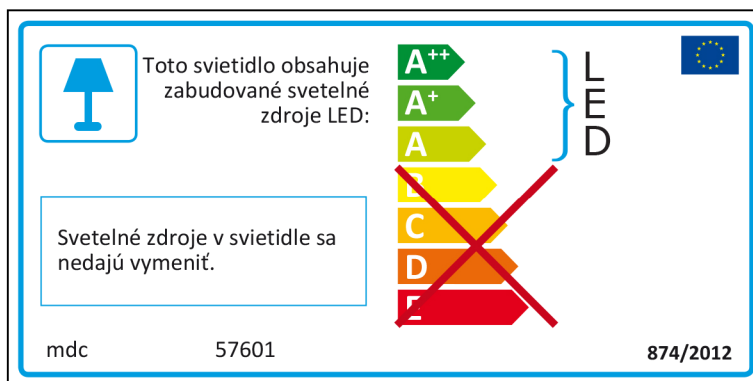 Toto svietidlo obsahuje
zabudované svetelné
zdroje LED:
A++
A+
A
B
C
D
E
L
E
D
Svetelné zdroje v svietidle sa
nedajú vymeniť.
mdc 57601
874/2012